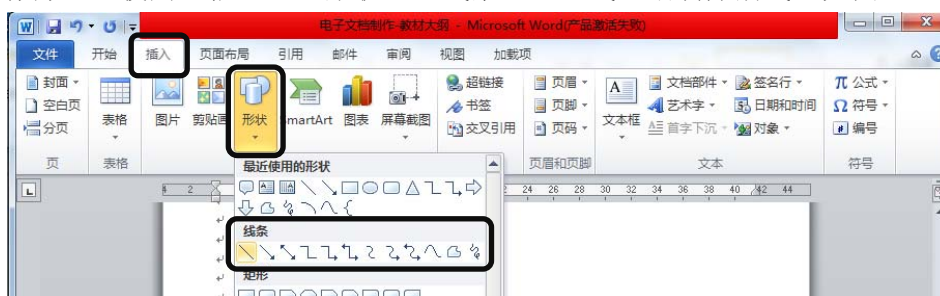 电子文档制作-教材大纲 - Microsoft Word(产品激活失败)
文件 开始 插入 页面布局 引用 邮件 审阅 视图 加载项
封面 超链接 页眉 文档部件 签名行 π 公式
空白页 表格 图片 剪贴画 形状 SmartArt 图表 屏幕截图 书签 页脚 文本框 艺术字 日期和时间 Ω 符号
分页 交叉引用 页码 首字下沉 对象 编号
页 表格 页眉和页脚 文本 符号
最近使用的形状
4 2 2 24 26 28 30 32 34 36 38 40 42 44
线条
矩形